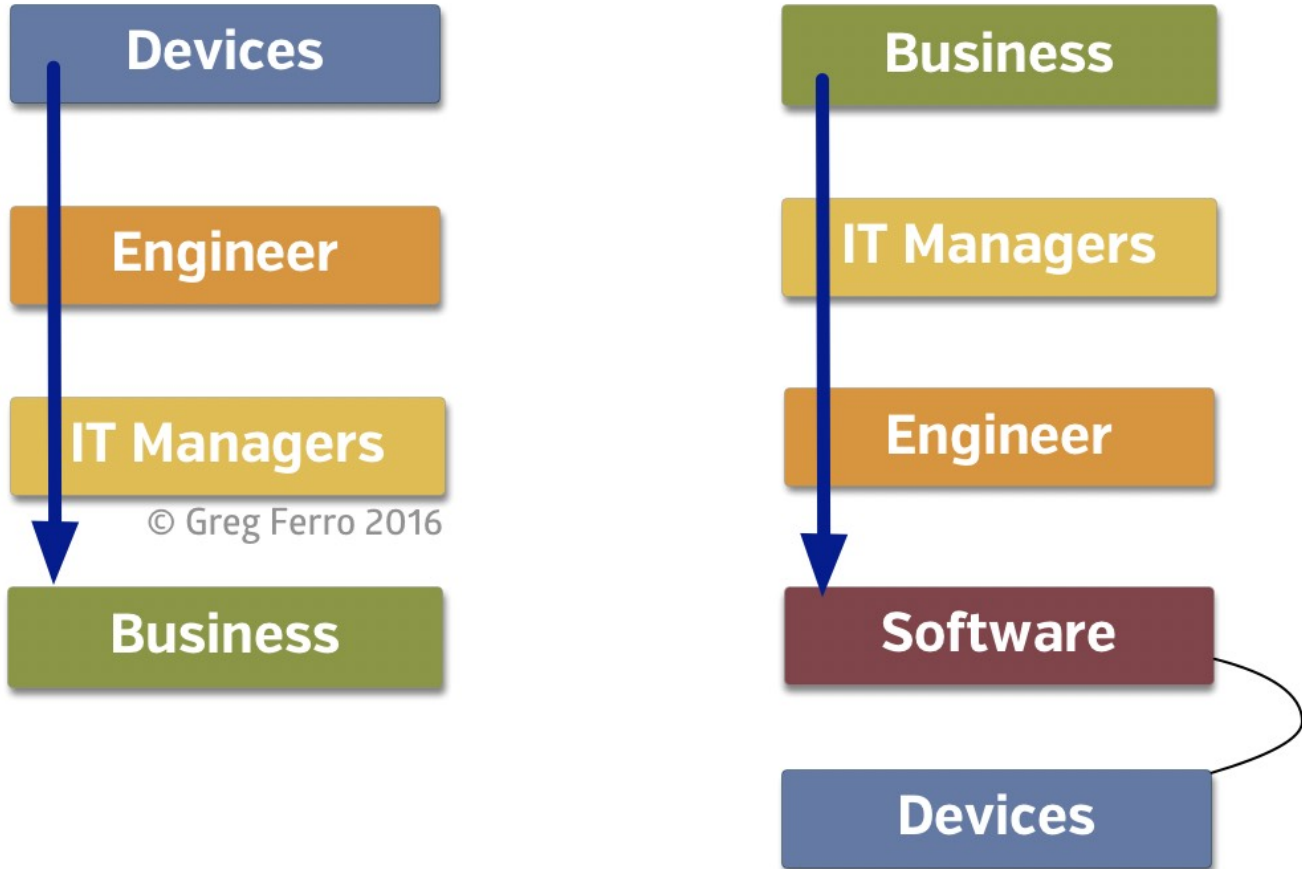 Devices
Engineer
IT Managers
© Greg Ferro 2016
Business
Business
IT Managers
Engineer
Software
Devices